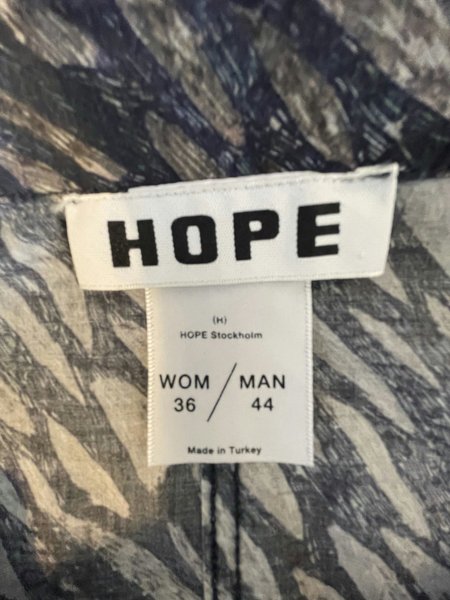 HOPE
(H)
HOPE Stockholm
WOM / MAN
36 44
Made in Turkey